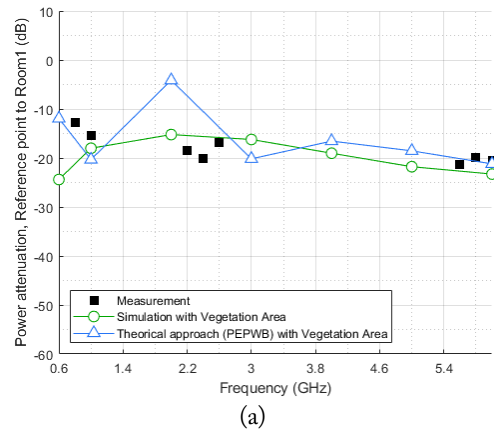 10
0
-10
-20
-30
-40
-50
-60
Power attenuation, Reference point to Room1 (dB)
Measurement
Simulation with Vegetation Area
Theorical approach (PEPWB) with Vegetation Area
0.6 1.4 2.2 3 3.8 4.6 5.4
Frequency (GHz)
(a)